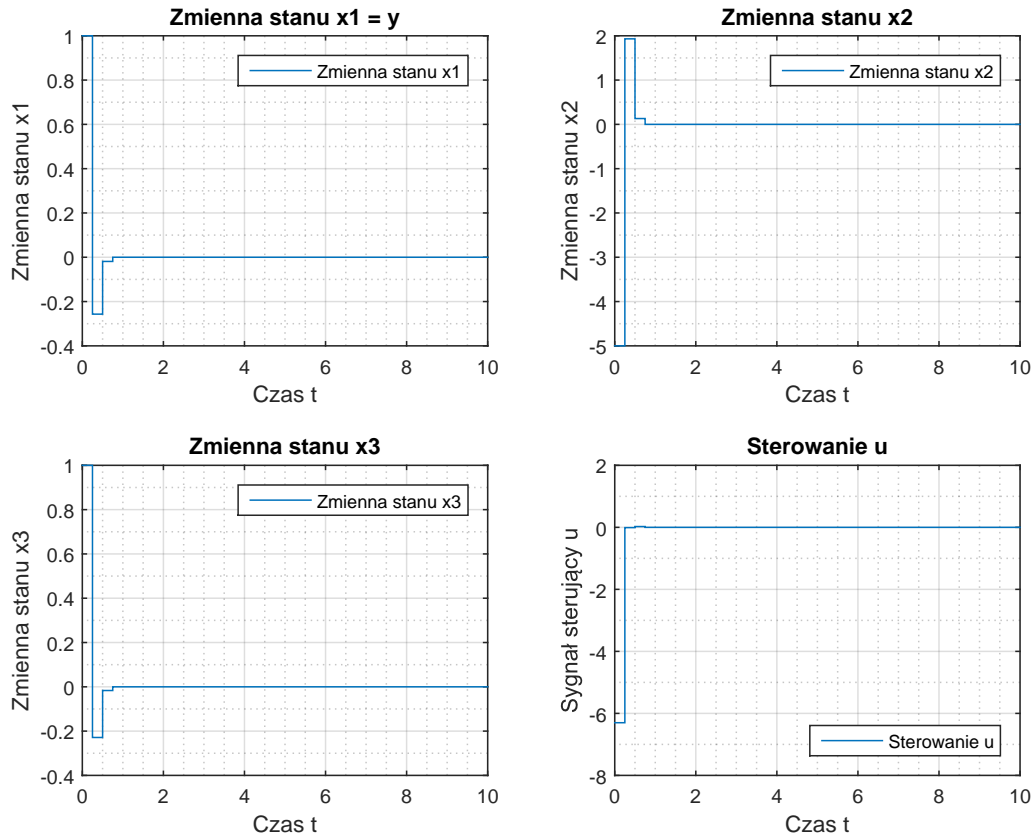 Zmienna stanu x1 = y
Zmienna stanu x1
1
0.8
0.6
0.4
0.2
0
-0.2
-0.4
Zmienna stanu x1
0 2 4 6 8 10
Czas t
Zmienna stanu x2
Zmienna stanu x2
2
1
0
-1
-2
-3
-4
-5
Zmienna stanu x2
0 2 4 6 8 10
Czas t
Zmienna stanu x3
Zmienna stanu x3
1
0.8
0.6
0.4
0.2
0
-0.2
-0.4
Zmienna stanu x3
0 2 4 6 8 10
Czas t
Sterowanie u
2
0
-2
-4
-6
-8
Sygnał sterujący u
Sterowanie u
0 2 4 6 8 10
Czas t